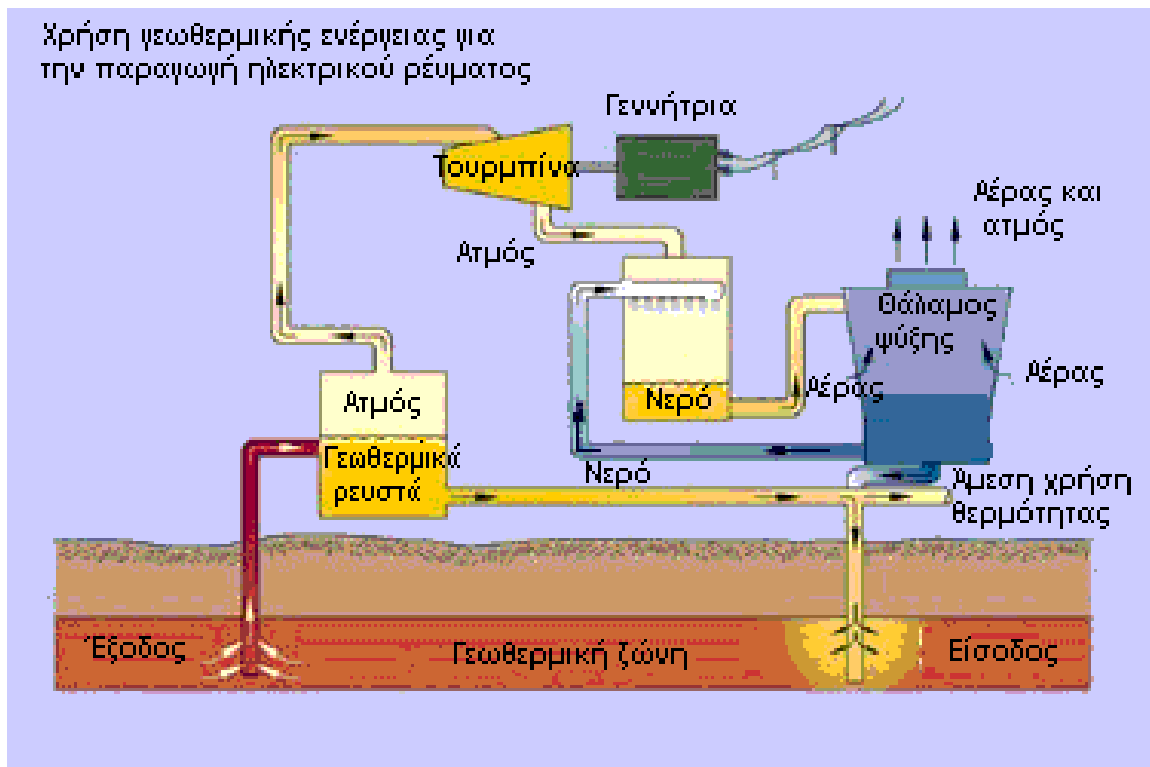 Χρήση γεωθερμικής ενέργειας για
την παραγωγή ηλεκτρικού ρέυματος
Γεννήτρια
Τουρμπίνα
Αέρας και
ατμός
Ατμός
Θάλαμος
ψύξης
Αέρας
Αέρας
Ατμός
Νερό
Γεωθερμικά
ρευστά
Νερό
Άμεση χρήση
θερμότητας
Έξοδος
Γεωθερμική ζώνη
Είσοδος